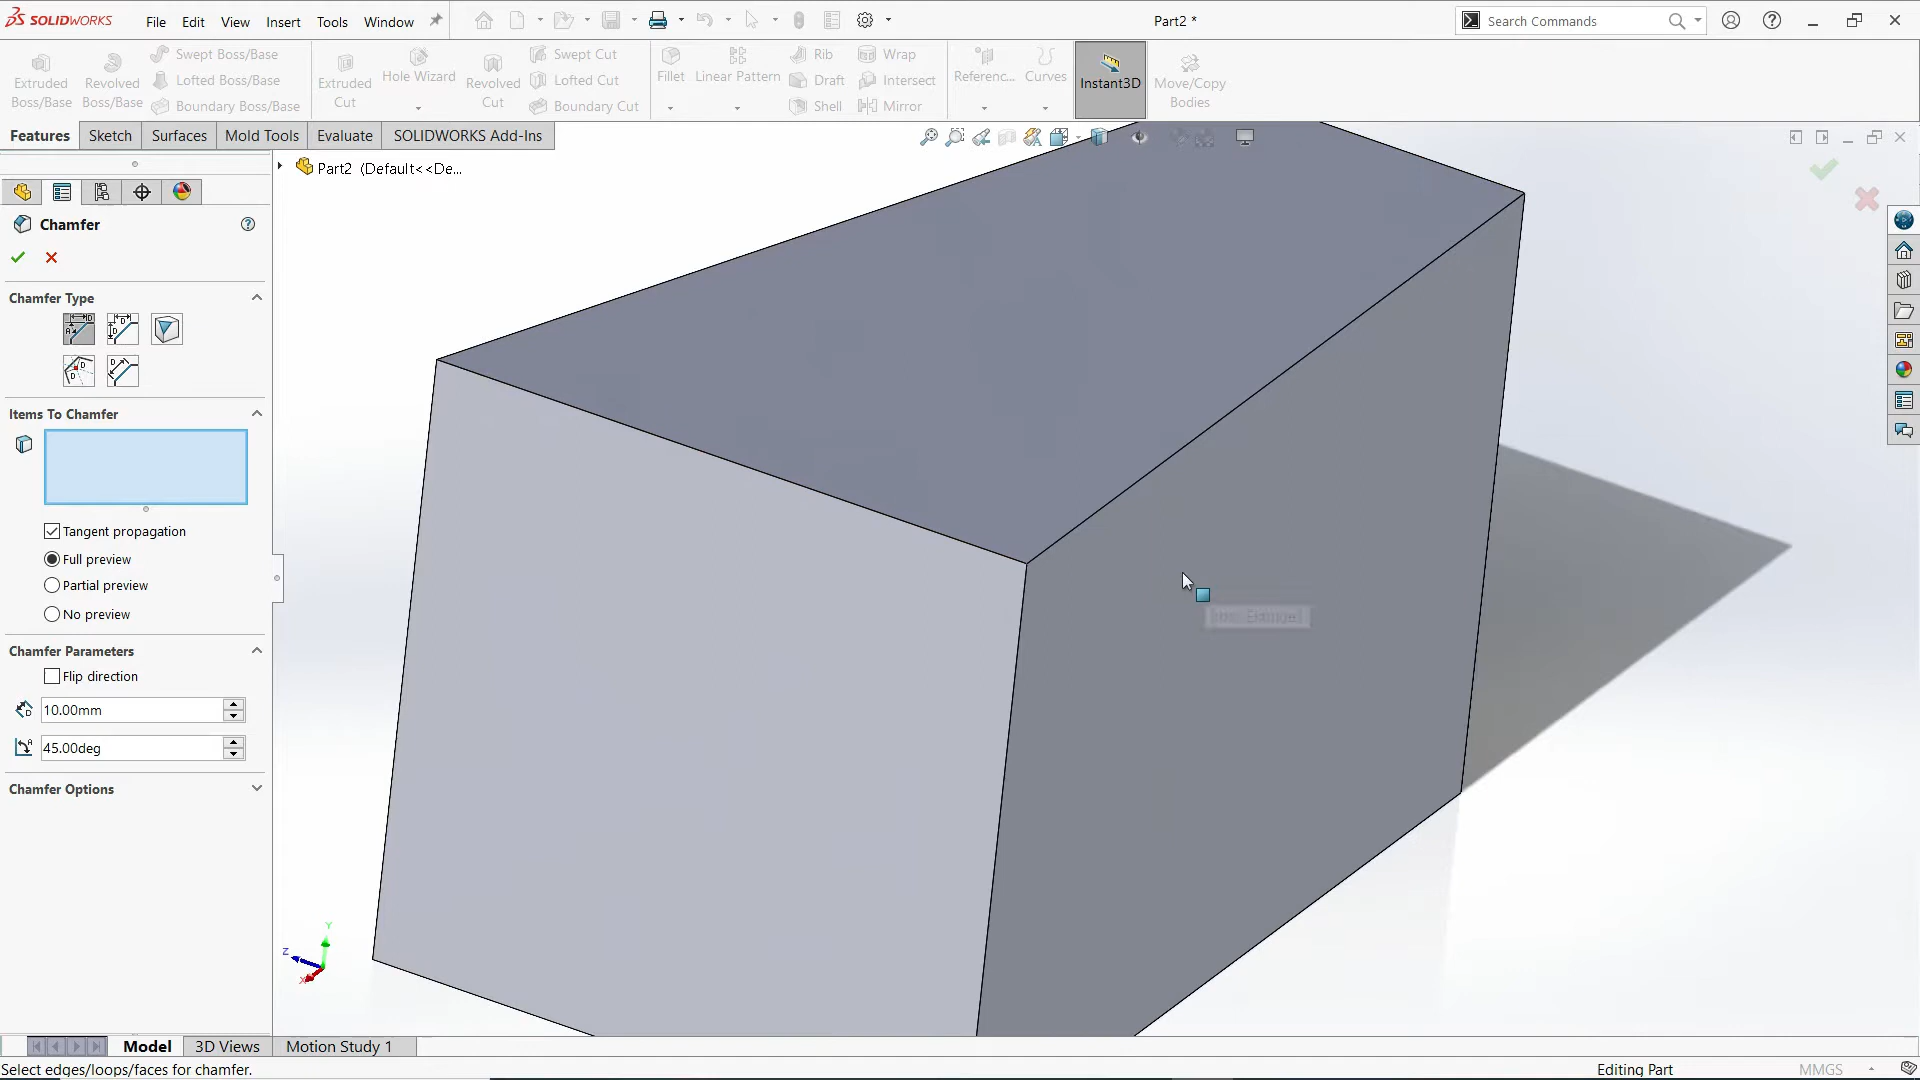 SOLIDWORKS File Edit View Insert Tools Window Part2 * Search Commands
Extruded Boss/Base
Revolved Boss/Base
Swept Boss/Base
Lofted Boss/Base
Boundary Boss/Base
Extruded Cut
Hole Wizard
Revolved Cut
Swept Cut
Lofted Cut
Boundary Cut
Fillet
Linear Pattern
Rib
Draft
Shell
Wrap
Intersect
Mirror
Referenc...
Curves
Instant3D
Move/Copy Bodies
Features Sketch Surfaces Mold Tools Evaluate SOLIDWORKS Add-Ins
Part2 (Default<<De...
Chamfer
Chamfer Type
Items To Chamfer
Tangent propagation
Full preview
Partial preview
No preview
Chamfer Parameters
Flip direction
10.00mm
45.00deg
Chamfer Options
Y
Z
X
Model 3D Views Motion Study 1
Select edges/loops/faces for chamfer. Editing Part MMGS